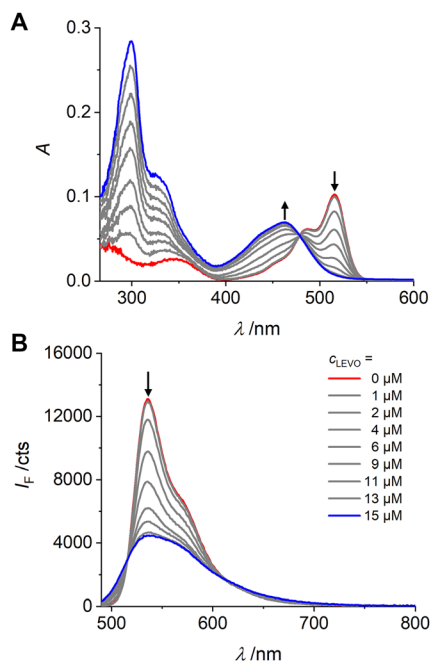 A
0.3
0.2
0.1
0.0
A
300
400
500
600
λ /nm
B
16000
12000
8000
4000
0
I_F /cts
c_LEVO =
0 µM
1 µM
2 µM
4 µM
6 µM
9 µM
11 µM
13 µM
15 µM
500
600
700
800
λ /nm